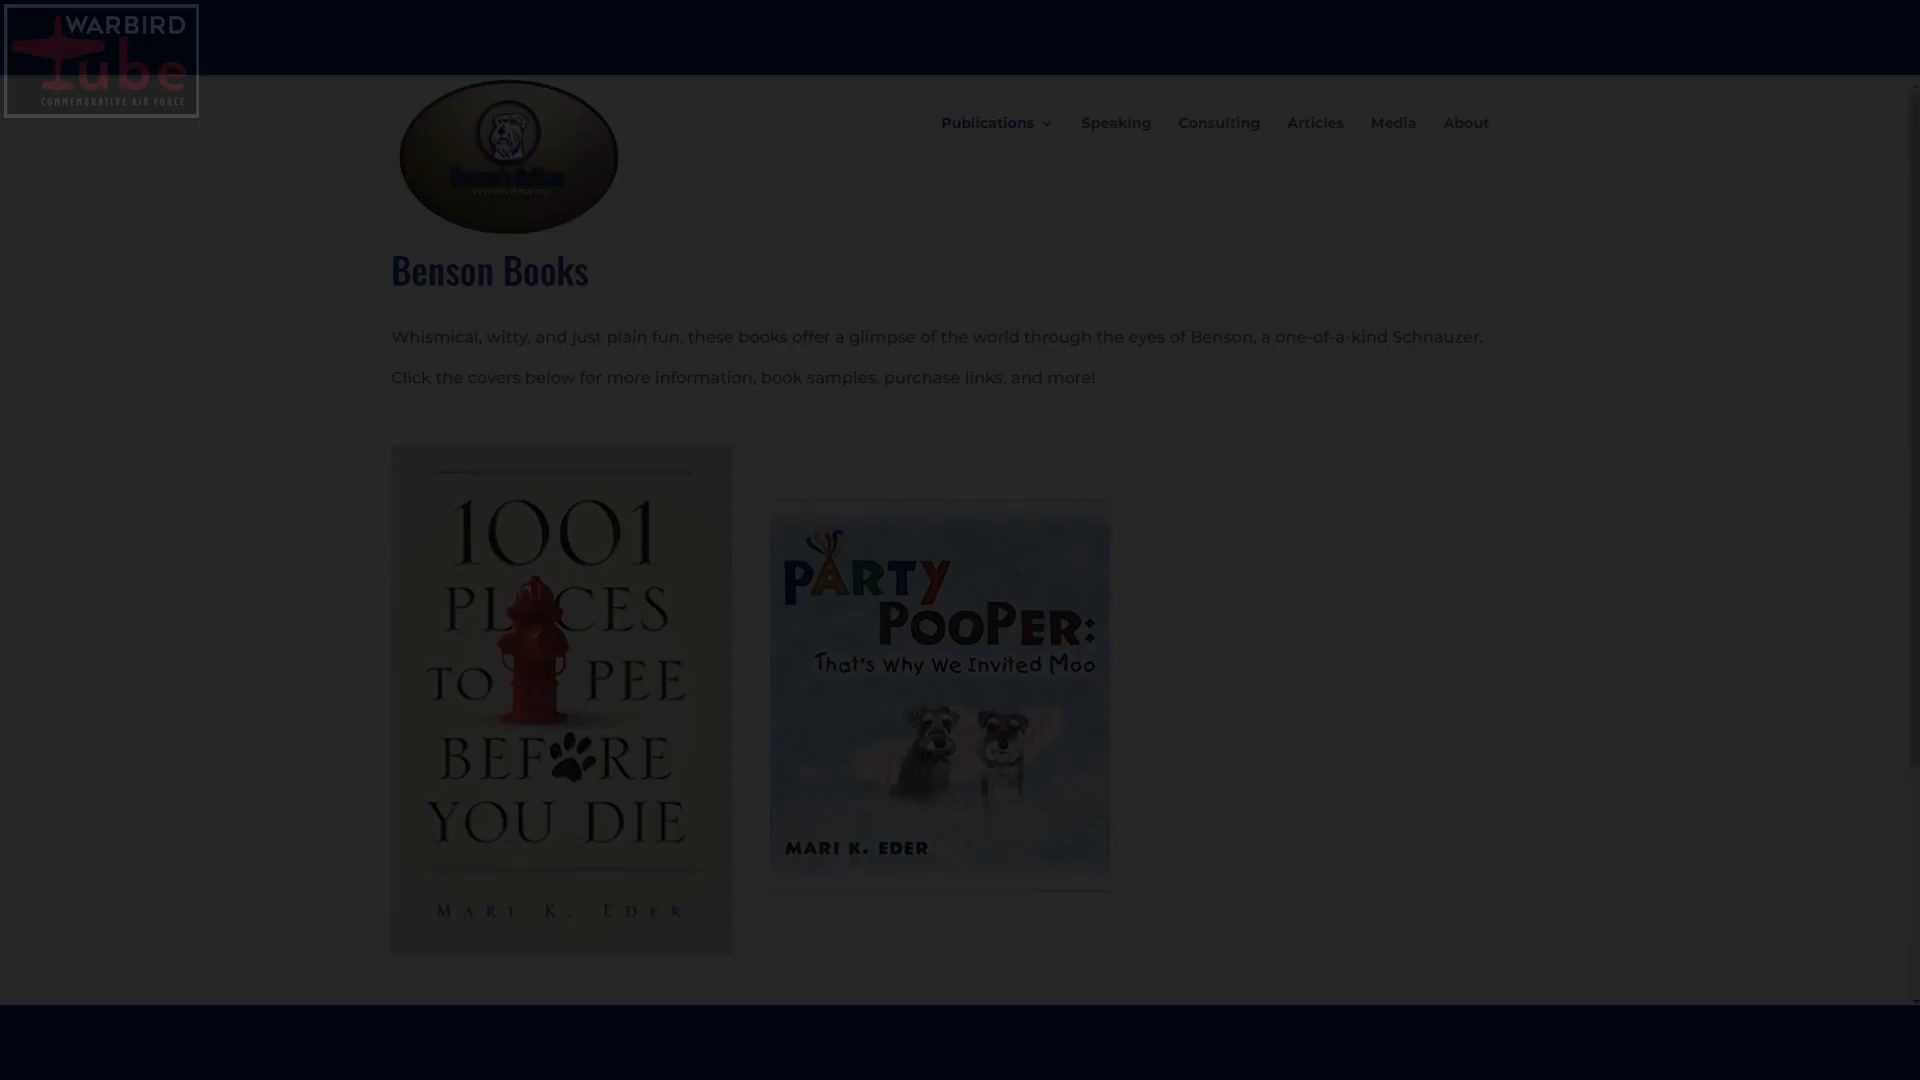 WARBIRD
Tube
COMMEMORATIVE AIR FORCE
Publications Speaking Consulting Articles Media About
Benson Books
Whismical, witty, and just plain fun, these books offer a glimpse of the world through the eyes of Benson, a one-of-a-kind Schnauzer.
Click the covers below for more information, book samples, purchase links, and more!
1001
PLACES
TO PEE
BEFORE
YOU DIE
MARI K. EDER
PARTY
POOPER:
That's Why We Invited Moo
MARI K. EDER